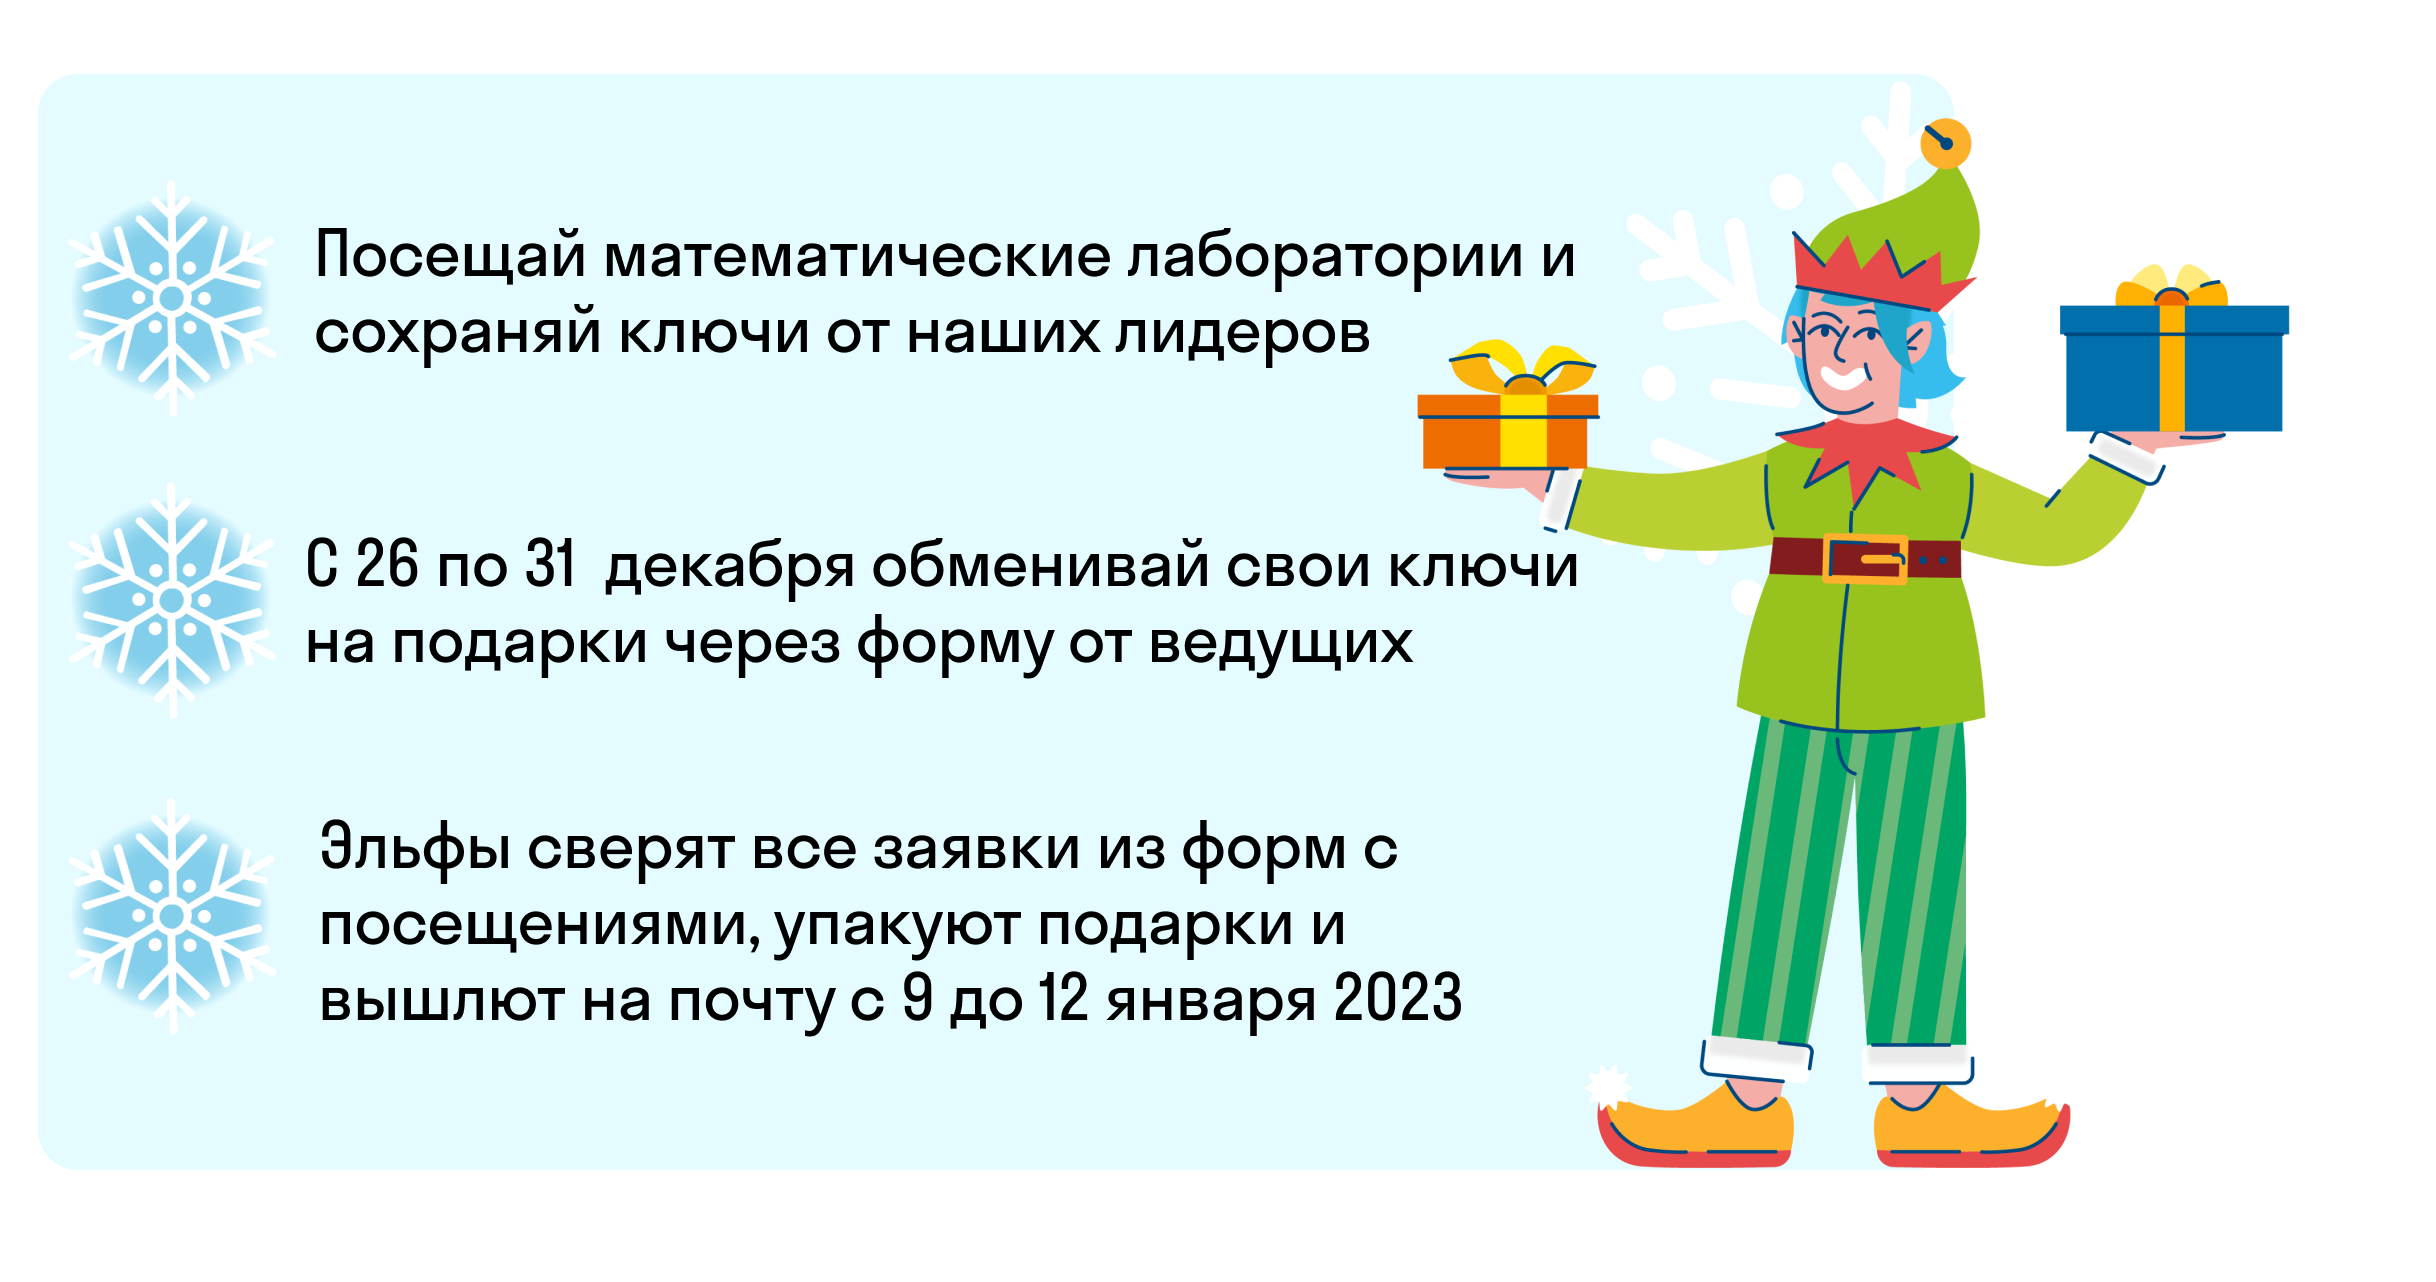 Посещай математические лаборатории и
сохраняй ключи от наших лидеров
С 26 по 31 декабря обменивай свои ключи
на подарки через форму от ведущих
Эльфы сверят все заявки из форм с
посещениями, упакуют подарки и
вышлют на почту с 9 до 12 января 2023